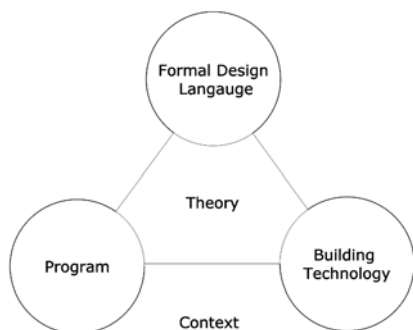 Formal Design
Langauge
Theory
Program
Building
Technology
Context